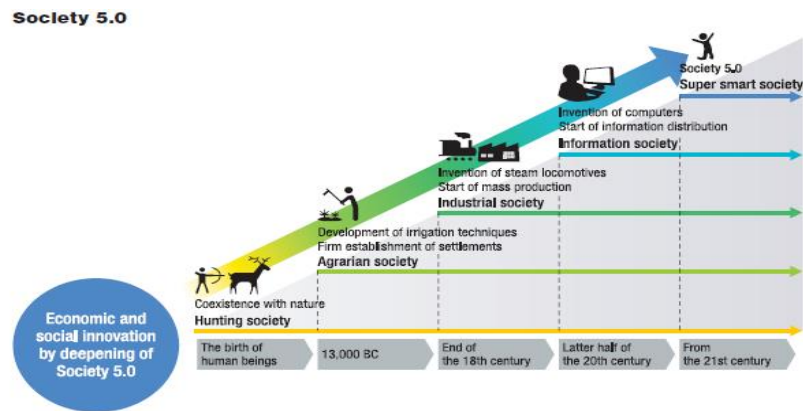 Society 5.0
Society 5.0
Super smart society
Invention of computers
Start of information distribution
Information society
Invention of steam locomotives
Start of mass production
Industrial society
Development of irrigation techniques
Firm establishment of settlements
Agrarian society
Coexistence with nature
Hunting society
Economic and
social innovation
by deepening of
Society 5.0
The birth of
human beings
13,000 BC
End of
the 18th century
Latter half of
the 20th century
From
the 21st century